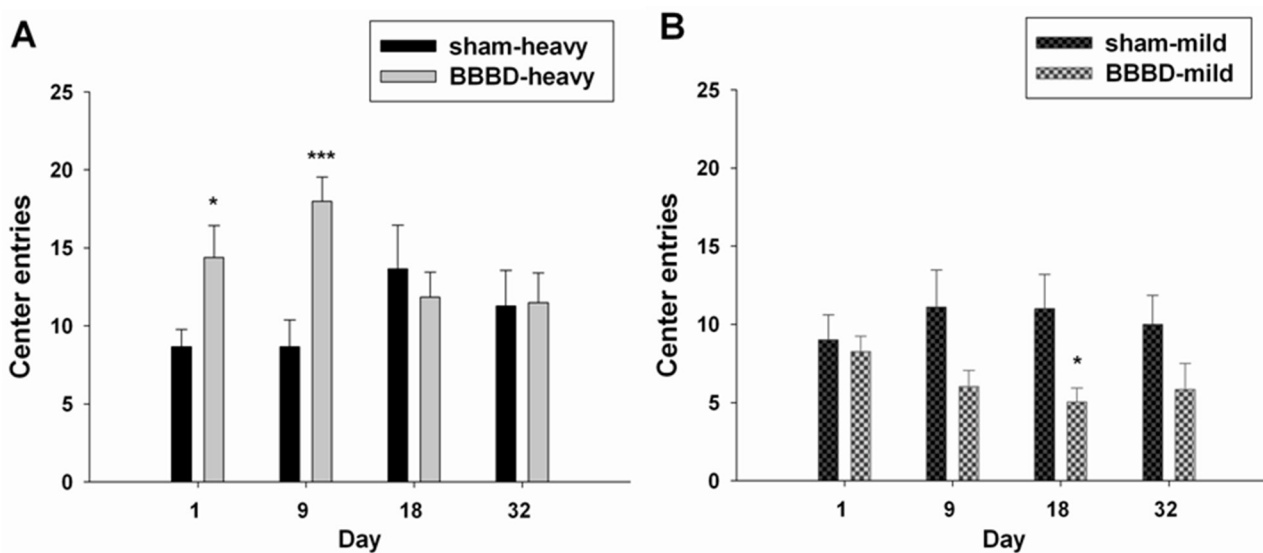 A
sham-heavy
BBBD-heavy
25
20
15
10
5
0
Center entries
*
***
1 9 18 32
Day
B
sham-mild
BBBD-mild
25
20
15
10
5
0
Center entries
*
1 9 18 32
Day